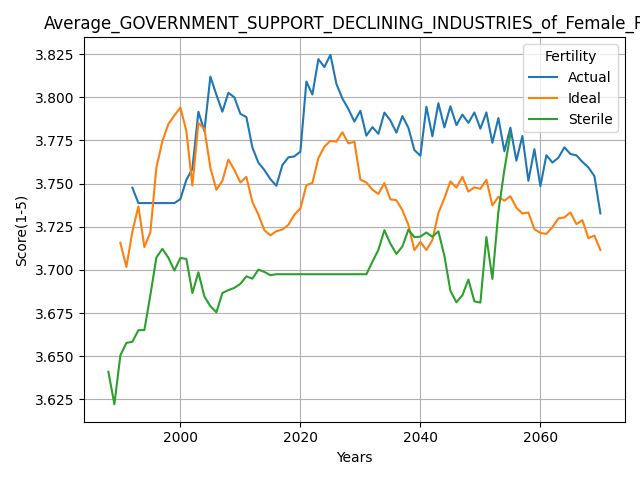 Average_GOVERNMENT_SUPPORT_DECLINING_INDUSTRIES_of_Female_
Fertility
Actual
Ideal
Sterile
Score(1-5)
3.825
3.800
3.775
3.750
3.725
3.700
3.675
3.650
3.625
2000
2020
2040
2060
Years